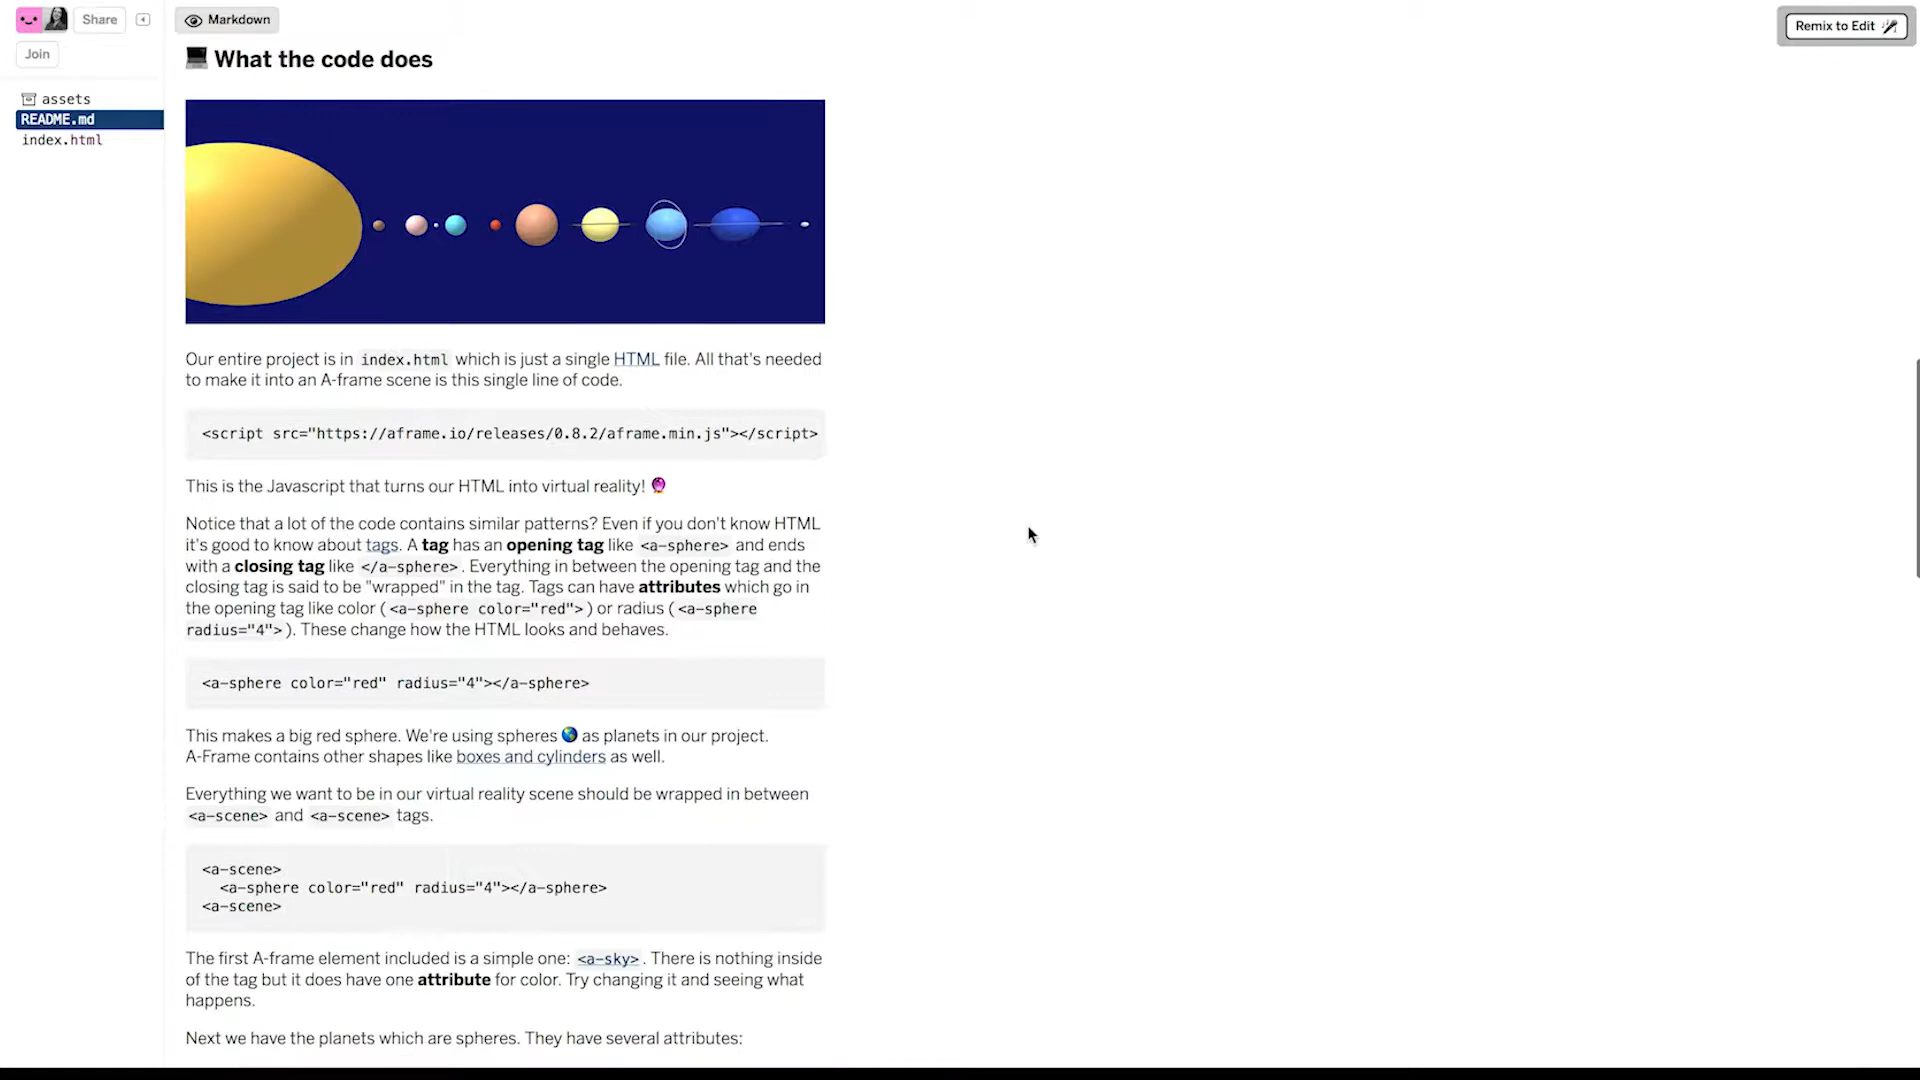 Share
Markdown
Remix to Edit
Join
assets
README.md
index.html
What the code does
Our entire project is in index.html which is just a single HTML file. All that's needed
to make it into an A-frame scene is this single line of code.
<script src="https://aframe.io/releases/0.8.2/aframe.min.js"></script>
This is the Javascript that turns our HTML into virtual reality! 🔮
Notice that a lot of the code contains similar patterns? Even if you don't know HTML
it's good to know about tags. A tag has an opening tag like <a-sphere> and ends
with a closing tag like </a-sphere>. Everything in between the opening tag and the
closing tag is said to be "wrapped" in the tag. Tags can have attributes which go in
the opening tag like color (<a-sphere color="red">) or radius (<a-sphere
radius="4">). These change how the HTML looks and behaves.
<a-sphere color="red" radius="4"></a-sphere>
This makes a big red sphere. We're using spheres 🌎 as planets in our project.
A-Frame contains other shapes like boxes and cylinders as well.
Everything we want to be in our virtual reality scene should be wrapped in between
<a-scene> and <a-scene> tags.
<a-scene>
<a-sphere color="red" radius="4"></a-sphere>
<a-scene>
The first A-frame element included is a simple one: <a-sky>. There is nothing inside
of the tag but it does have one attribute for color. Try changing it and seeing what
happens.
Next we have the planets which are spheres. They have several attributes: